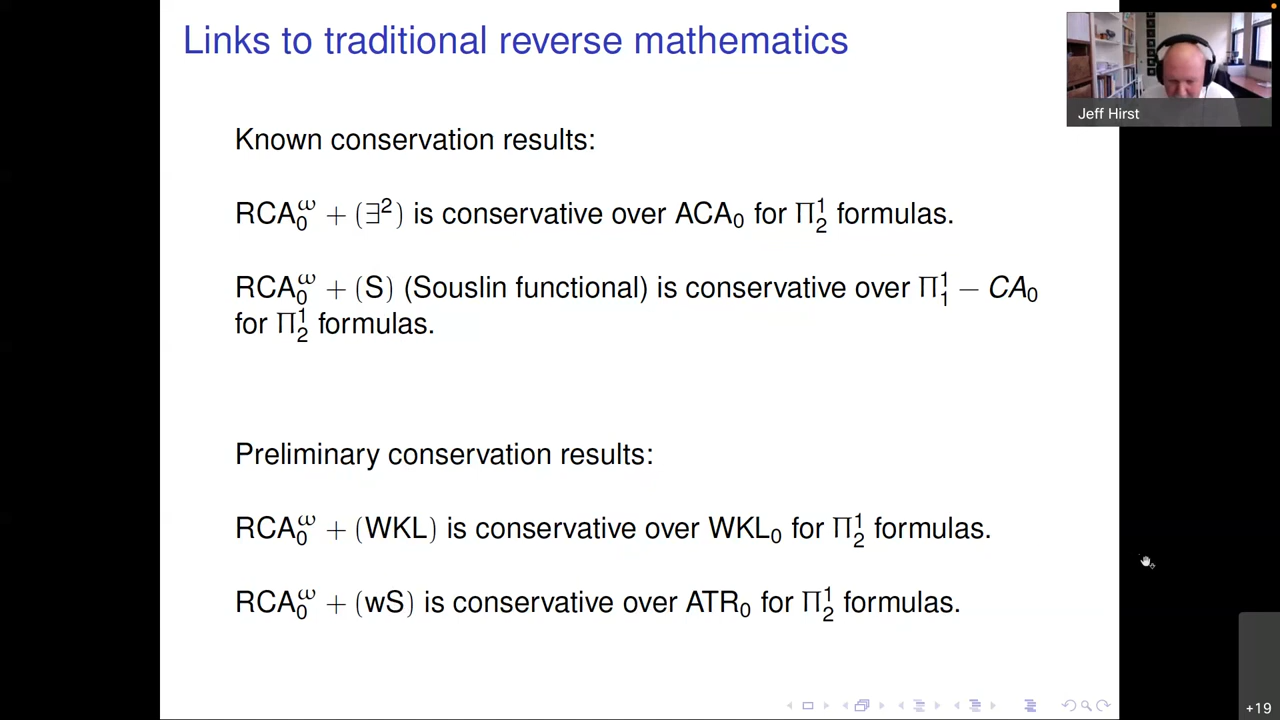 Links to traditional reverse mathematics
Jeff Hirst
Known conservation results:
RCA₀^ω + (∃²) is conservative over ACA₀ for Π¹₂ formulas.
RCA₀^ω + (S) (Souslin functional) is conservative over Π¹₁ − CA₀
for Π¹₂ formulas.
Preliminary conservation results:
RCA₀^ω + (WKL) is conservative over WKL₀ for Π¹₂ formulas.
RCA₀^ω + (wS) is conservative over ATR₀ for Π¹₂ formulas.
+19